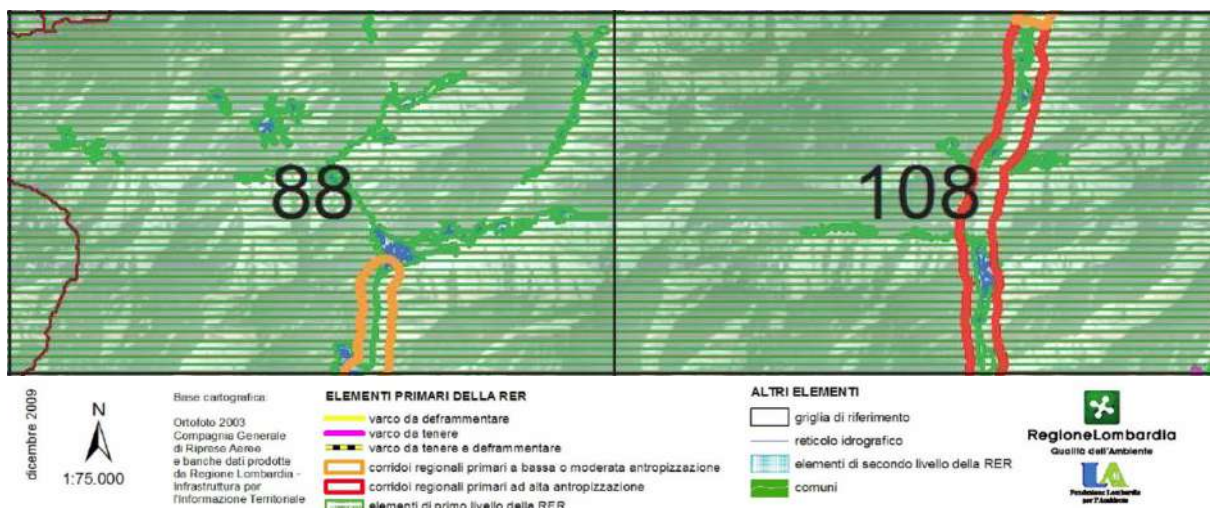 88
108
dicembre 2009
N
1:75.000
Base cartografica:
Ortofoto 2003
Compagnia Generale
di Riprese Aeree
e banche dati prodotte
da Regione Lombardia -
Infrastruttura per
l'Informazione Territoriale
ELEMENTI PRIMARI DELLA RER
varco da deframmentare
varco da tenere
varco da tenere e deframmentare
corridoi regionali primari a bassa o moderata antropizzazione
corridoi regionali primari ad alta antropizzazione
elementi di primo livello della RER
ALTRI ELEMENTI
griglia di riferimento
reticolo idrografico
elementi di secondo livello della RER
comuni
RegioneLombardia
Qualità dell'Ambiente
Fondazione Lombardia
per l'Ambiente